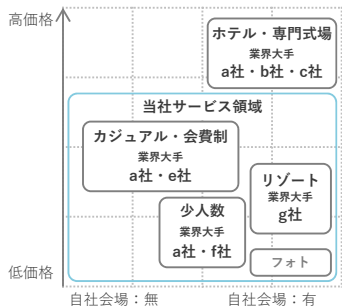 高価格
ホテル・専門式場
業界大手
a社・b社・c社
当社サービス領域
カジュアル・会費制
業界大手
a社・e社
リゾート
業界大手
g社
少人数
業界大手
a社・f社
フォト
低価格
自社会場：無
自社会場：有